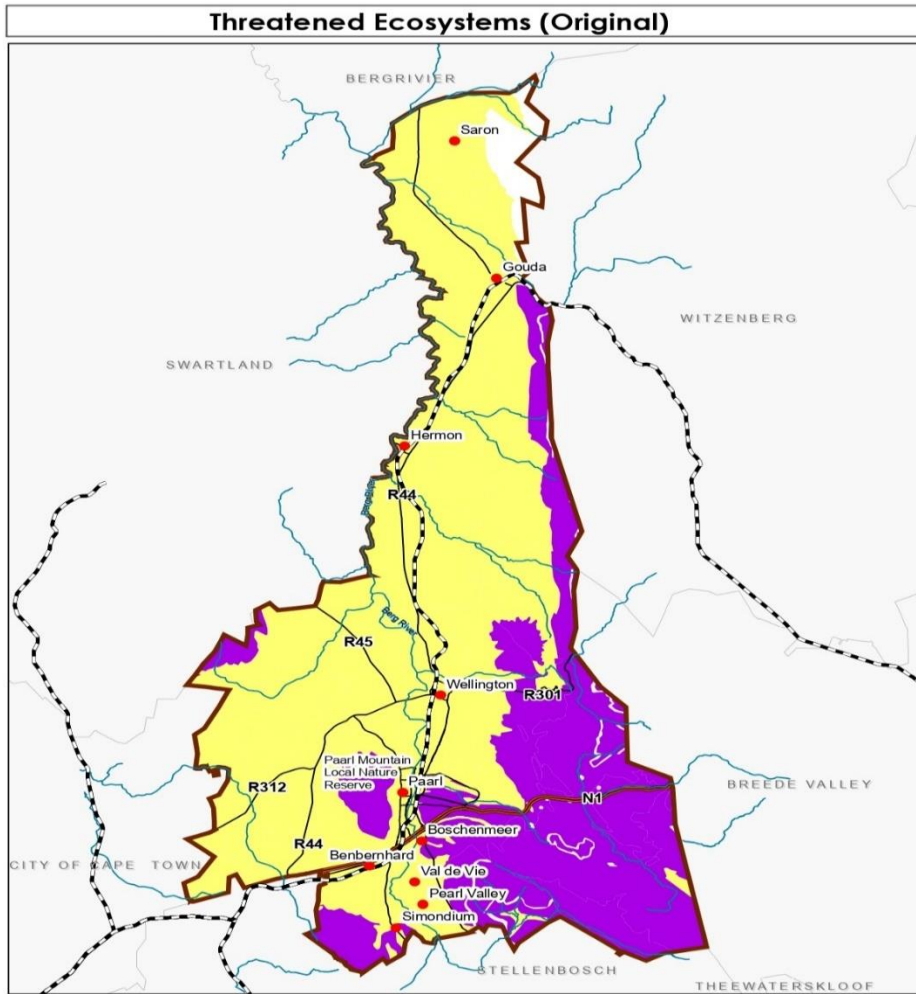 Threatened Ecosystems (Original)
BERGRIVIER
Saron
Gouda
WITZENBERG
SWARTLAND
Hermon
R44
Berg River
R45
Wellington
R301
Paarl Mountain
Local Nature
Reserve
Paarl
R312
N1
BREEDE VALLEY
R44
Boschenmeer
CITY OF CAPE TOWN
Benbernhard
Val de Vie
Pearl Valley
Simondium
STELLENBOSCH
THEEWATERSKLOOF